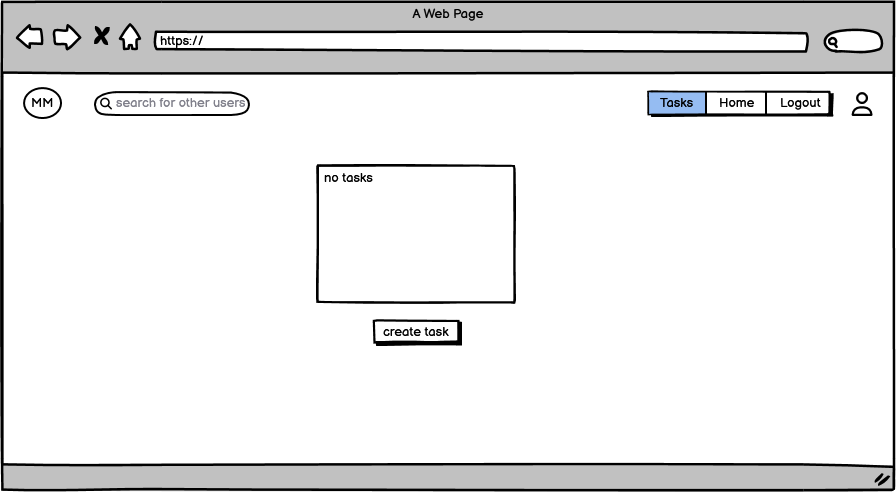 A Web Page
https://
MM
search for other users
Tasks
Home
Logout
no tasks
create task